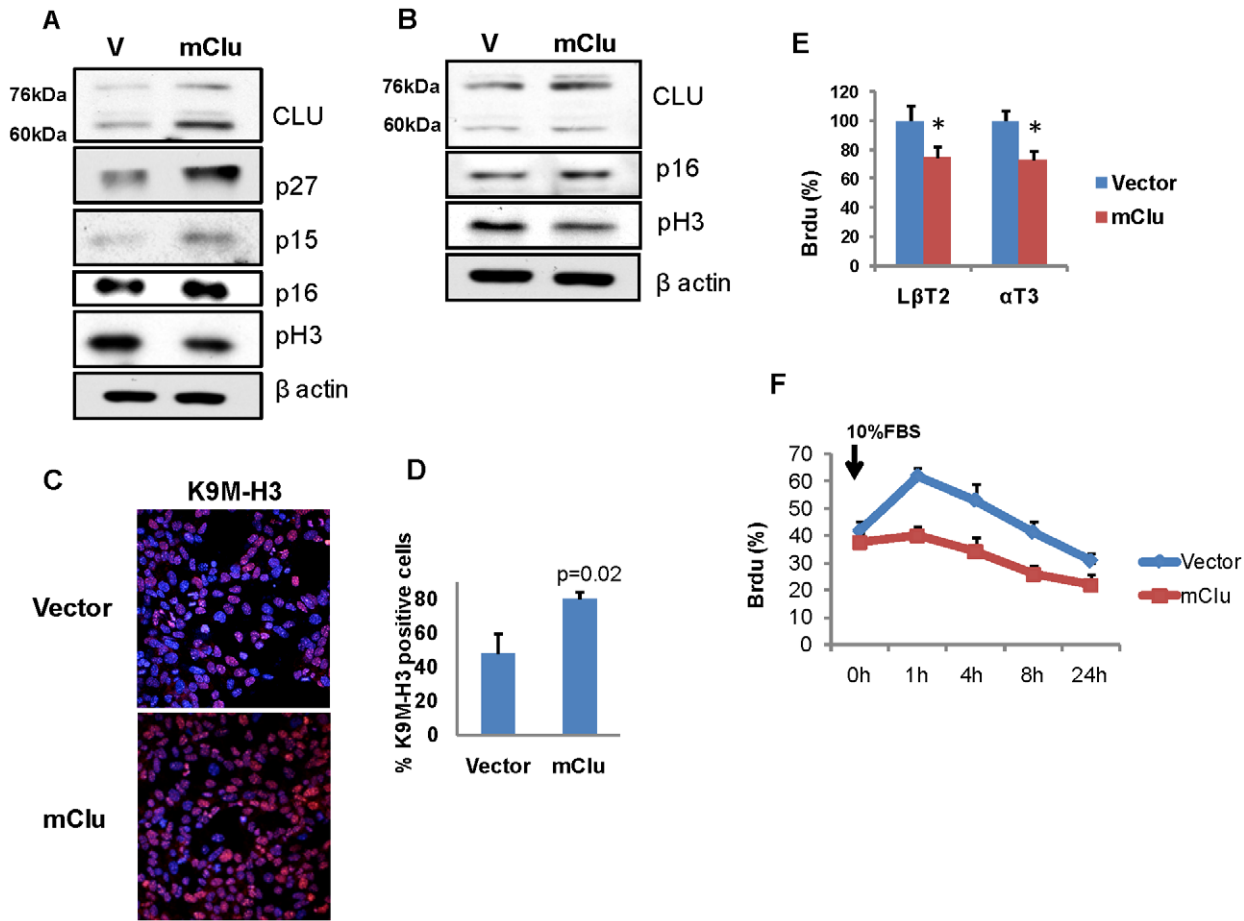 A
V mClu
76kDa
60kDa
CLU
p27
p15
p16
pH3
β actin
B
V mClu
76kDa
60kDa
CLU
p16
pH3
β actin
C
K9M-H3
Vector
mClu
D
% K9M-H3 positive cells
80
60
40
20
0
p=0.02
Vector mClu
E
Brdu (%)
120
100
80
60
40
20
0
* *
LβT2 αT3
Vector
mClu
F
10%FBS
Brdu (%)
70
60
50
40
30
20
10
0
0h 1h 4h 8h 24h
Vector
mClu